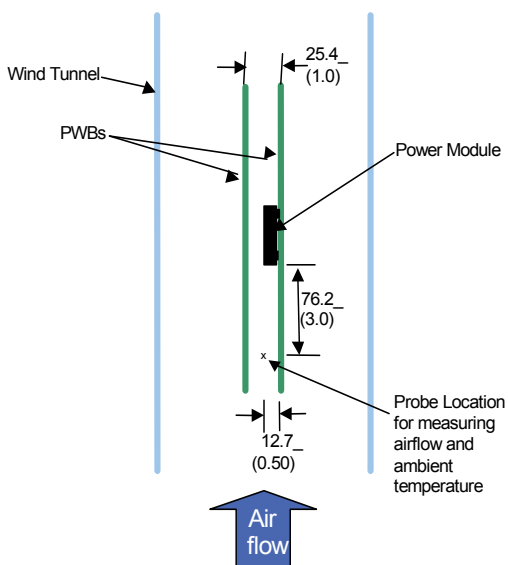 25.4_
(1.0)
Wind Tunnel
PWBs
Power Module
76.2_
(3.0)
x
Probe Location
for measuring
airflow and
ambient
temperature
12.7_
(0.50)
Air
flow